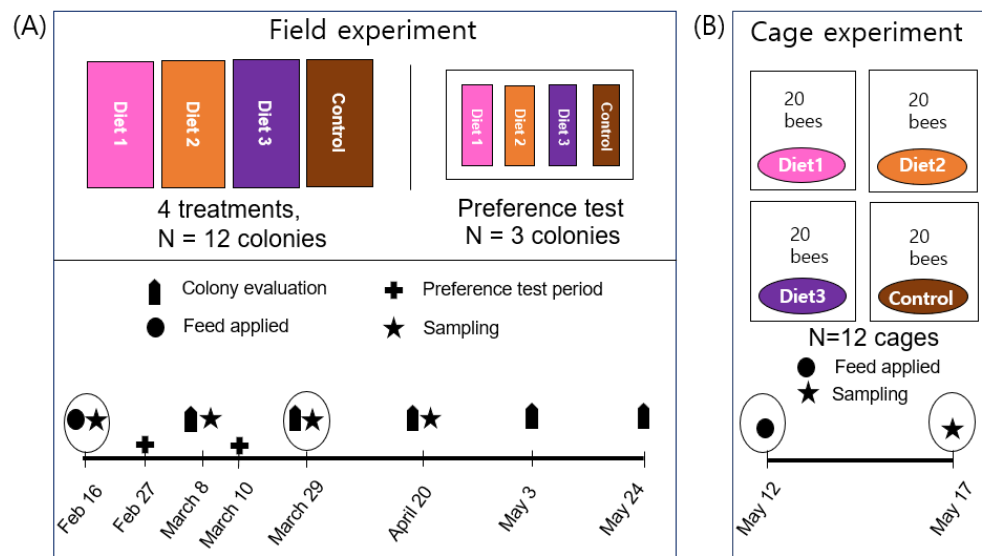 (A)
Field experiment
Diet 1
Diet 2
Diet 3
Control
4 treatments,
N = 12 colonies
Diet 1
Diet 2
Diet 3
Control
Preference test
N = 3 colonies
Colony evaluation
Preference test period
Feed applied
Sampling
Feb 16
Feb 27
March 8
March 10
March 29
April 20
May 3
May 24
(B)
Cage experiment
20
bees
Diet1
20
bees
Diet2
20
bees
Diet3
20
bees
Control
N=12 cages
Feed applied
Sampling
May 12
May 17